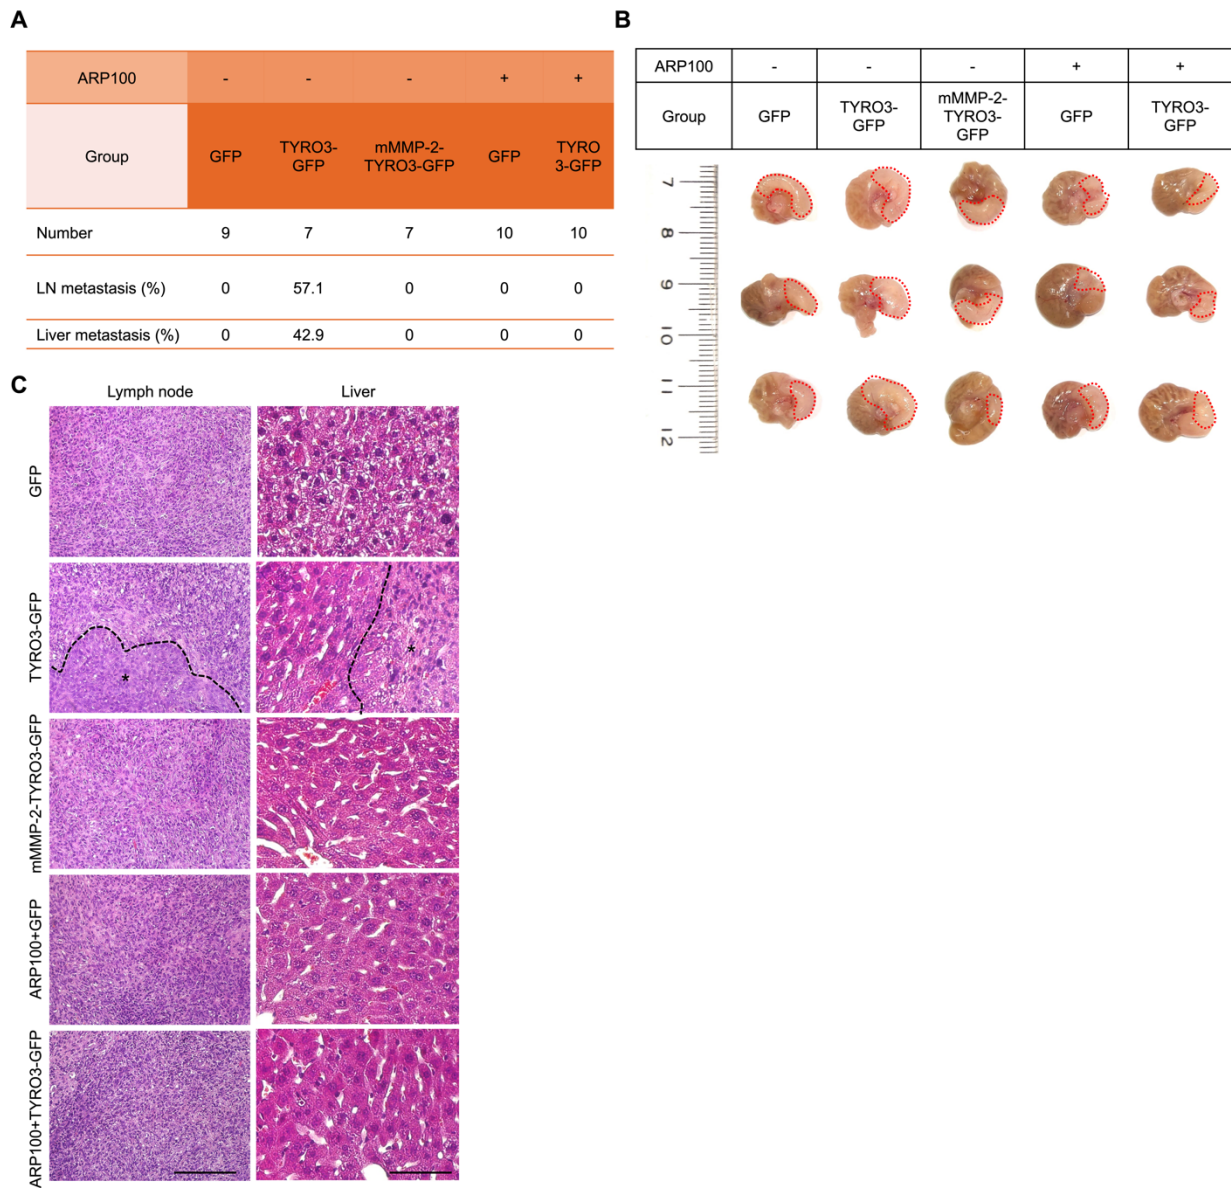 A
ARP100 - - - + +
Group GFP TYRO3-GFP mMMP-2-TYRO3-GFP GFP TYRO3-GFP
Number 9 7 7 10 10
LN metastasis (%) 0 57.1 0 0 0
Liver metastasis (%) 0 42.9 0 0 0
B
ARP100 - - - + +
Group GFP TYRO3-GFP mMMP-2-TYRO3-GFP GFP TYRO3-GFP
7
8
9
10
11
12
C
Lymph node Liver
GFP
TYRO3-GFP
* *
mMMP-2-TYRO3-GFP
ARP100+GFP
ARP100+TYRO3-GFP